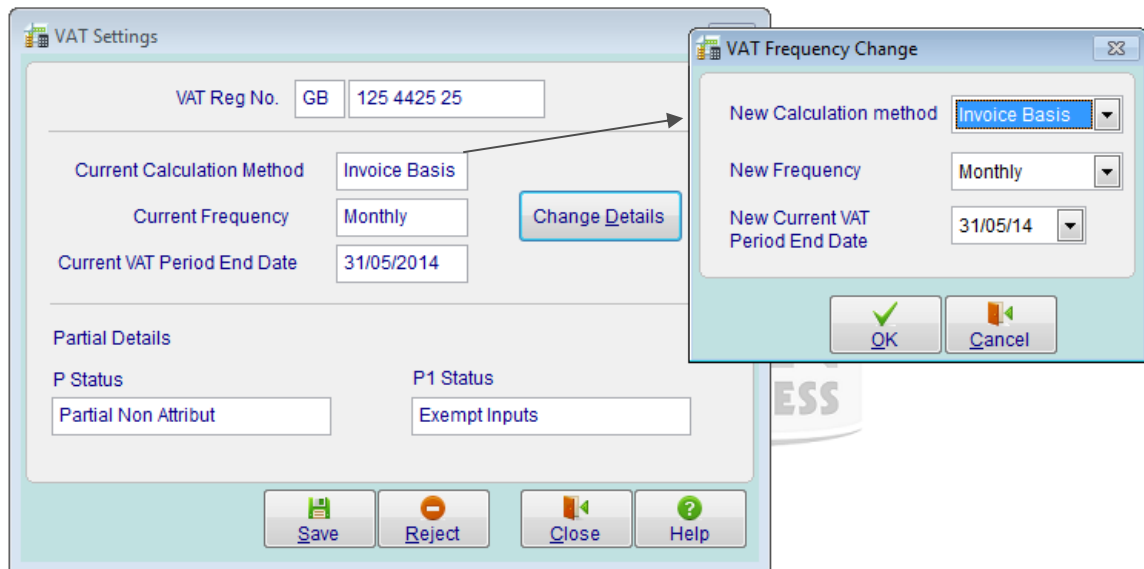 VAT Settings
VAT Reg No. GB 125 4425 25
Current Calculation Method Invoice Basis
Current Frequency Monthly
Change Details
Current VAT Period End Date 31/05/2014
Partial Details
P Status P1 Status
Partial Non Attribut Exempt Inputs
Save Reject Close Help
VAT Frequency Change
New Calculation method Invoice Basis
New Frequency Monthly
New Current VAT
Period End Date
31/05/14
OK Cancel
ESS